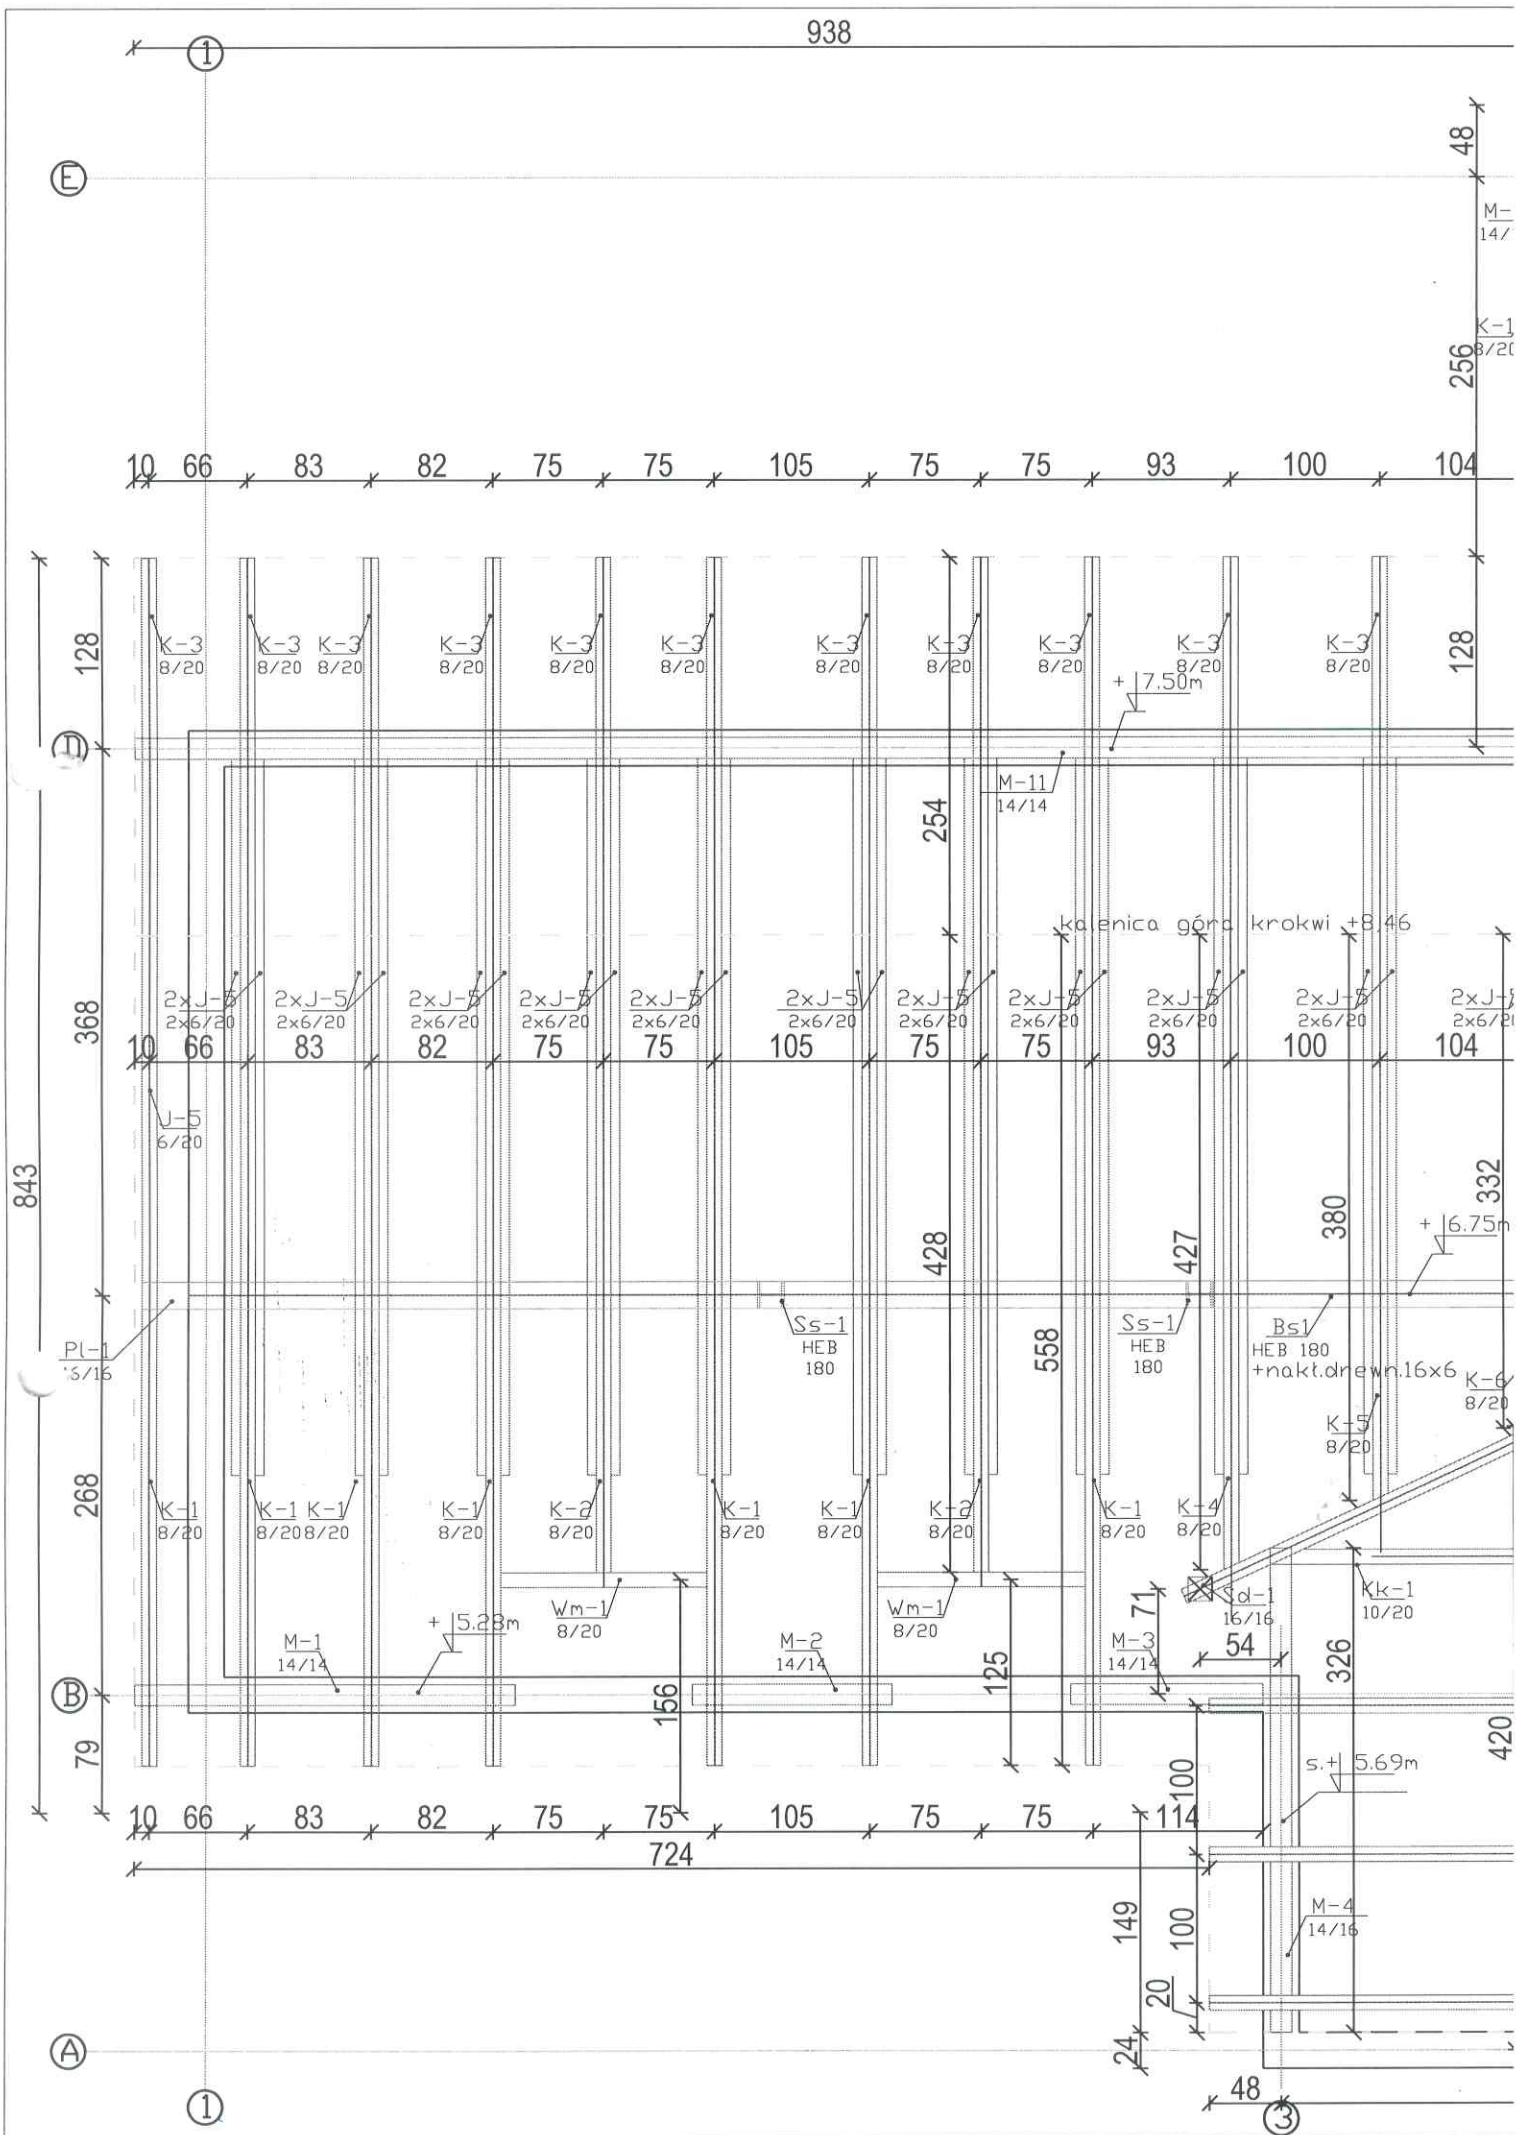 938
1
48
E
M-
14/
K-1
8/20
256
10 66 83 82 75 75 105 75 75 93 100 104
128
K-3 K-3 K-3 K-3 K-3 K-3 K-3 K-3 K-3 K-3 K-3
8/20 8/20 8/20 8/20 8/20 8/20 8/20 8/20 8/20 8/20 8/20
128
+ 7.50m
D
M-11
14/14
254
kalenica góra krokwi +8,46
2xJ-5 2xJ-5 2xJ-5 2xJ-5 2xJ-5 2xJ-5 2xJ-5 2xJ-5 2xJ-5 2xJ-5 2xJ-5
2x6/20 2x6/20 2x6/20 2x6/20 2x6/20 2x6/20 2x6/20 2x6/20 2x6/20 2x6/20 2x6/20
368
10 66 83 82 75 75 105 75 75 93 100 104
J-5
6/20
843
332
380
+ 6.75m
428
427
558
Pl-1
Ss-1
HEB
180
Ss-1
HEB
180
Bs1
HEB 180
+nakł.drewn.16x6
K-6
8/20
K-5
8/20
268
K-1 K-1 K-1 K-1 K-2 K-1 K-1 K-2 K-1 K-4
8/20 8/20 8/20 8/20 8/20 8/20 8/20 8/20 8/20 8/20
Wm-1
8/20
Wm-1
8/20
71
Sd-1
16/16
Kk-1
10/20
+ 5.28m
M-1
14/14
M-2
14/14
M-3
14/14
54
326
125
156
B
79
420
100
s.+ 5.69m
10 66 83 82 75 75 105 75 75 114
724
149
100
M-4
14/16
20
A
24
48
1
3